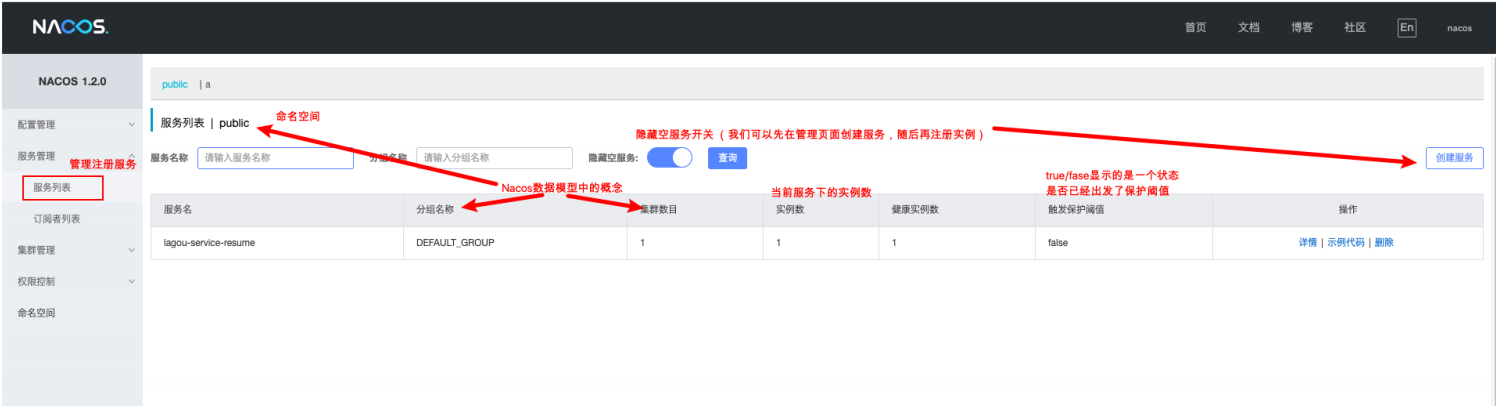 NACOS.
首页 文档 博客 社区 En nacos
NACOS 1.2.0
public | a
配置管理
服务管理
管理注册服务
服务列表
订阅者列表
集群管理
权限控制
命名空间
服务列表 | public
命名空间
隐藏空服务开关（我们可以先在管理页面创建服务，随后再注册实例）
服务名称 请输入服务名称 分组名称 请输入分组名称 隐藏空服务: 查询 创建服务
Nacos数据模型中的概念
当前服务下的实例数
true/fase显示的是一个状态
是否已经出发了保护阈值
服务名 分组名称 集群数目 实例数 健康实例数 触发保护阈值 操作
lagou-service-resume DEFAULT_GROUP 1 1 1 false 详情 | 示例代码 | 删除